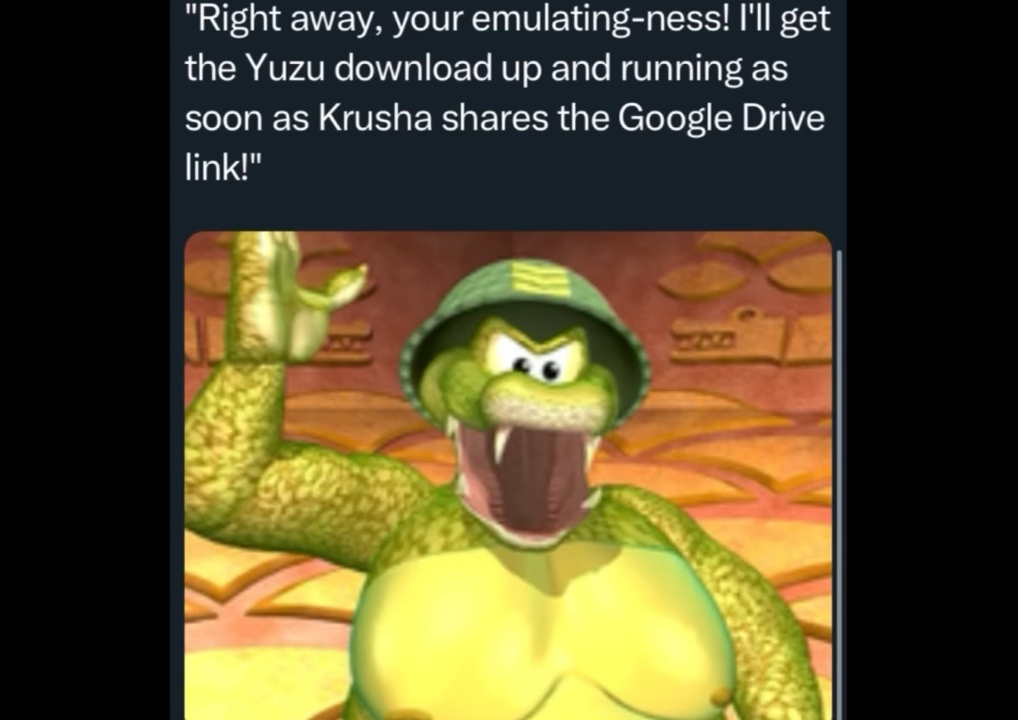 "Right away, your emulating-ness! I'll get
the Yuzu download up and running as
soon as Krusha shares the Google Drive
link!"